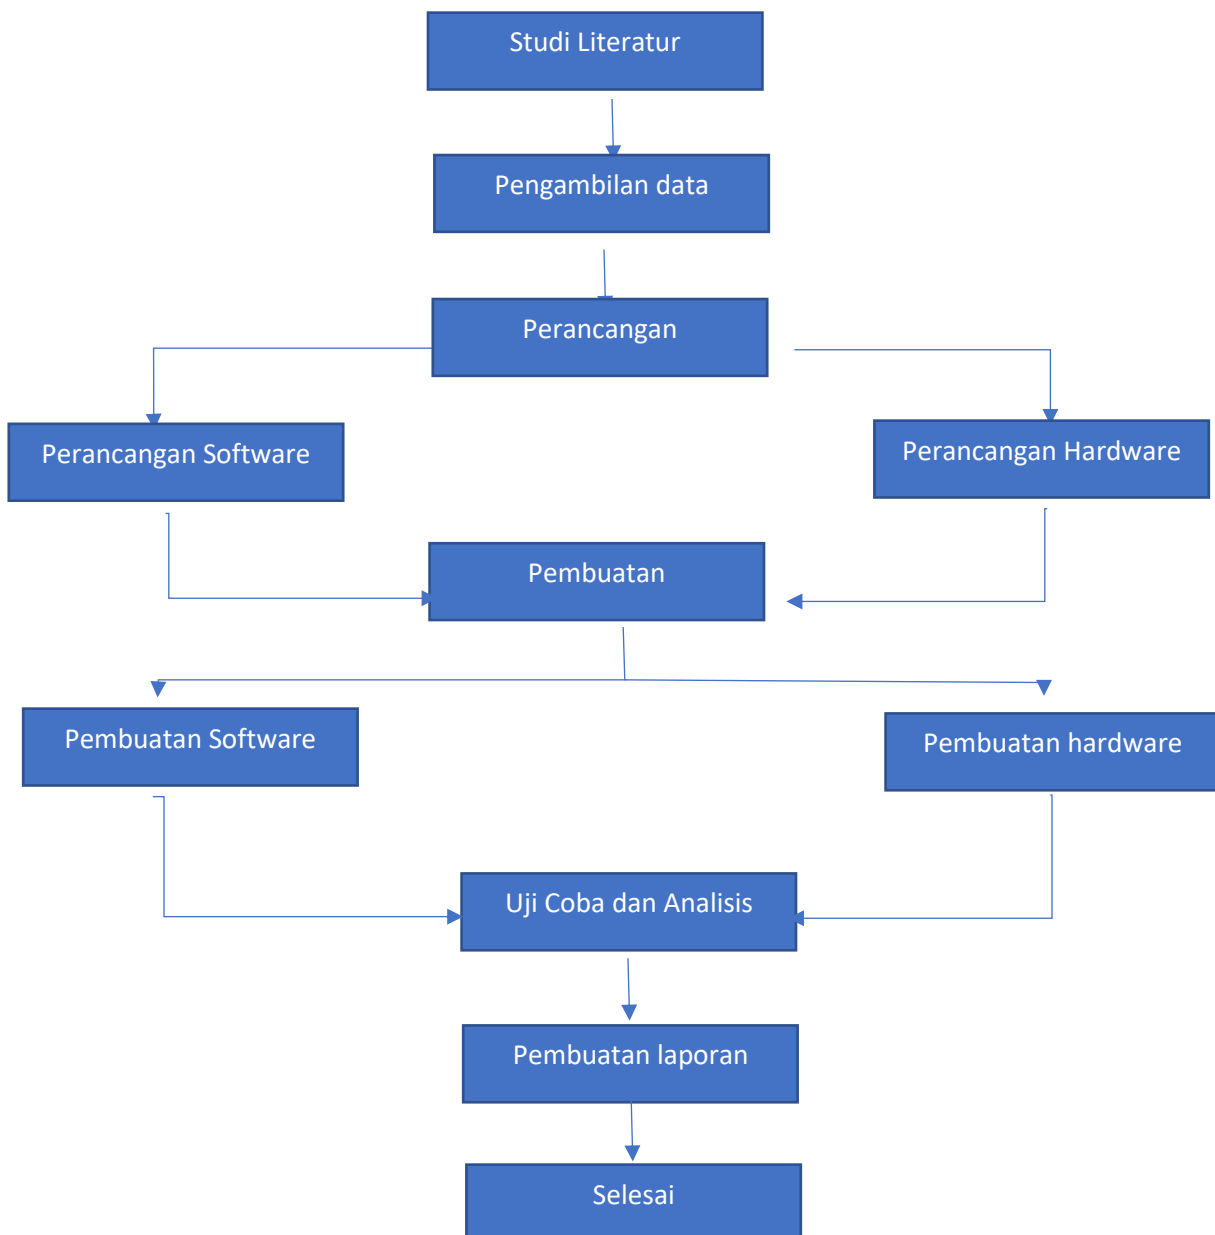 Studi Literatur
Pengambilan data
Perancangan
Perancangan Software
Perancangan Hardware
Pembuatan
Pembuatan Software
Pembuatan hardware
Uji Coba dan Analisis
Pembuatan laporan
Selesai